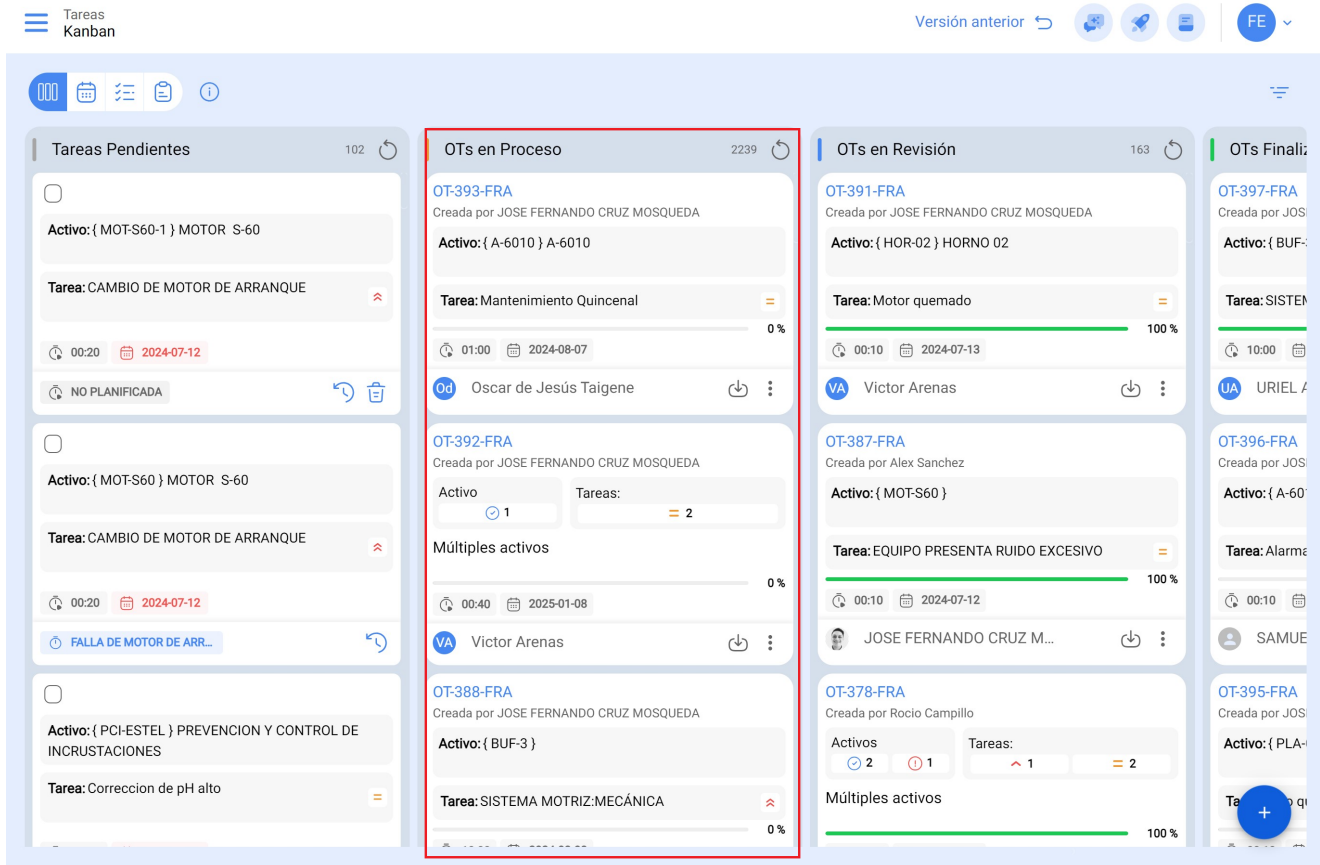 Tareas
Kanban
Versión anterior
FE
Tareas Pendientes 102
Activo: { MOT-S60-1 } MOTOR S-60
Tarea: CAMBIO DE MOTOR DE ARRANQUE
00:20 2024-07-12
NO PLANIFICADA
Activo: { MOT-S60 } MOTOR S-60
Tarea: CAMBIO DE MOTOR DE ARRANQUE
00:20 2024-07-12
FALLA DE MOTOR DE ARR...
Activo: { PCI-ESTEL } PREVENCION Y CONTROL DE
INCRUSTACIONES
Tarea: Correccion de pH alto
OTs en Proceso 2239
OT-393-FRA
Creada por JOSE FERNANDO CRUZ MOSQUEDA
Activo: { A-6010 } A-6010
Tarea: Mantenimiento Quincenal
0 %
01:00 2024-08-07
Od Oscar de Jesús Taigene
OT-392-FRA
Creada por JOSE FERNANDO CRUZ MOSQUEDA
Activo Tareas:
1 2
Múltiples activos
0 %
00:40 2025-01-08
VA Victor Arenas
OT-388-FRA
Creada por JOSE FERNANDO CRUZ MOSQUEDA
Activo: { BUF-3 }
Tarea: SISTEMA MOTRIZ:MECÁNICA
0 %
OTs en Revisión 163
OT-391-FRA
Creada por JOSE FERNANDO CRUZ MOSQUEDA
Activo: { HOR-02 } HORNO 02
Tarea: Motor quemado
100 %
00:10 2024-07-13
VA Victor Arenas
OT-387-FRA
Creada por Alex Sanchez
Activo: { MOT-S60 }
Tarea: EQUIPO PRESENTA RUIDO EXCESIVO
100 %
00:10 2024-07-12
JOSE FERNANDO CRUZ M...
OT-378-FRA
Creada por Rocio Campillo
Activos Tareas:
2 1 1 2
Múltiples activos
100 %
OTs Finaliz
OT-397-FRA
Creada por JOS
Activo: { BUF-
Tarea: SISTEM
10:00
UA URIEL A
OT-396-FRA
Creada por JOS
Activo: { A-60
Tarea: Alarma
00:10
SAMUE
OT-395-FRA
Creada por JOS
Activo: { PLA-